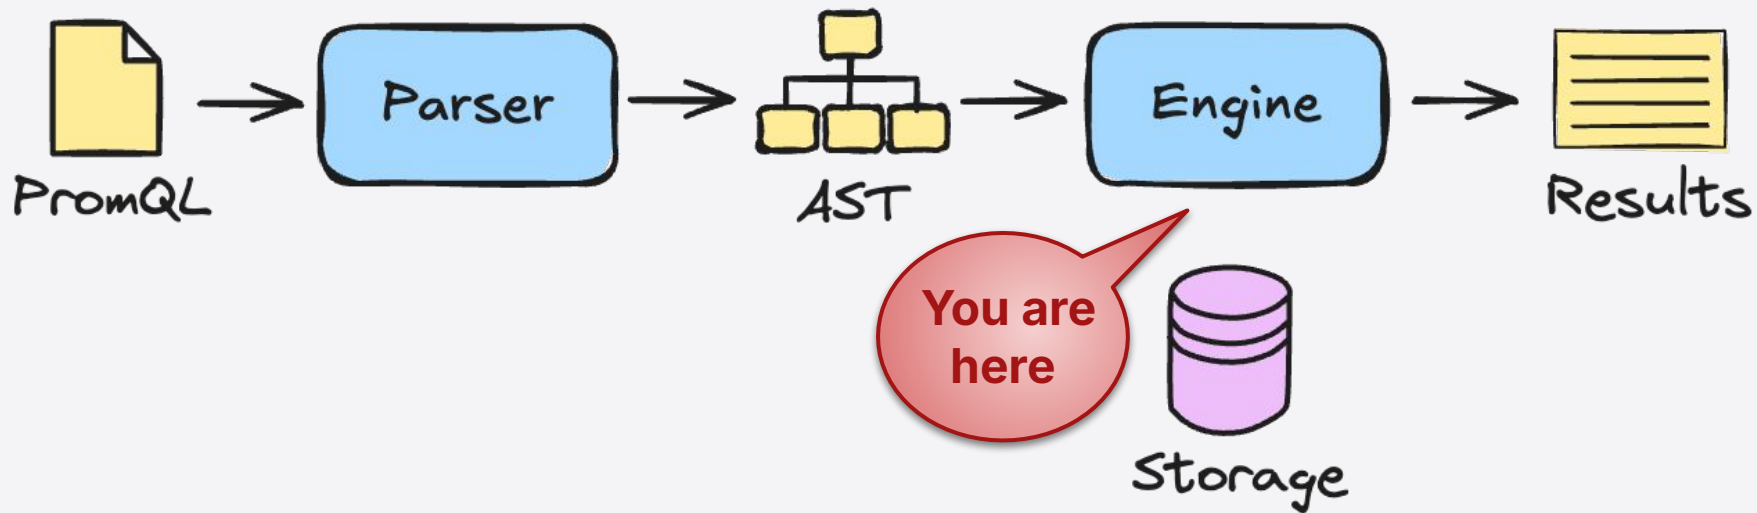 Parser
Engine
PromQL
AST
Results
You are
here
Storage